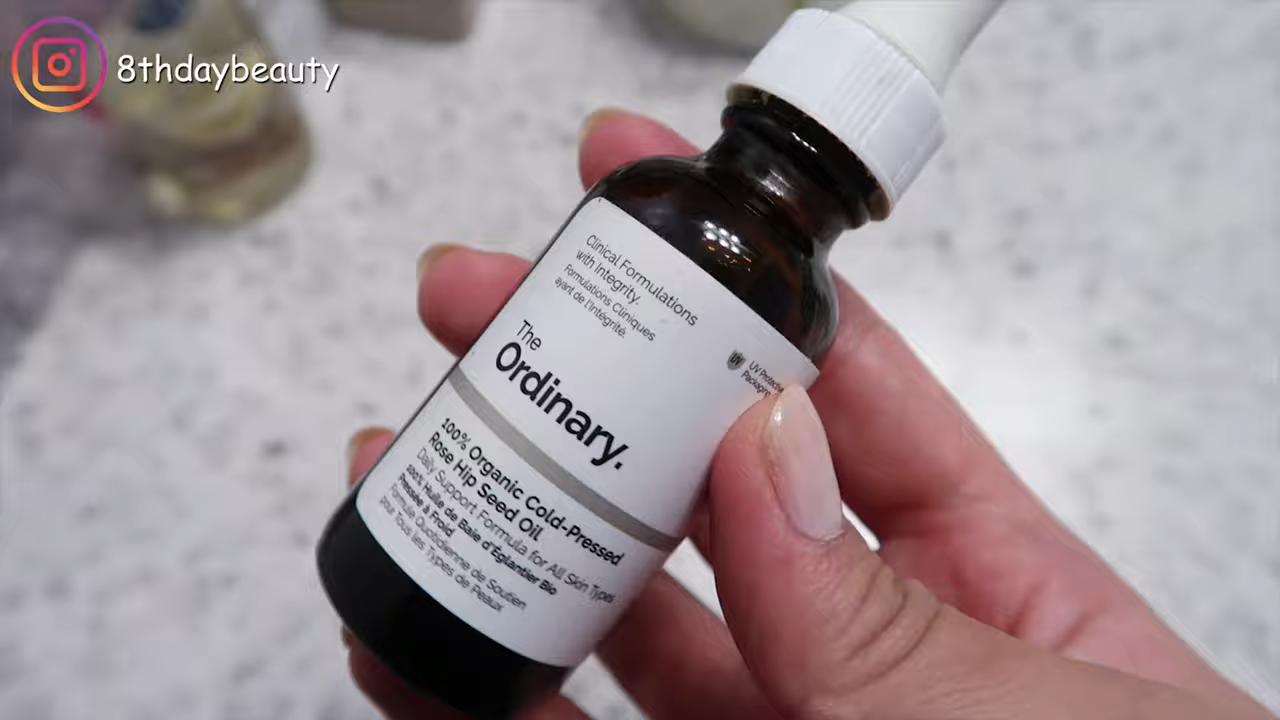 8thdaybeauty
Clinical Formulations
with Integrity.
Formulations Cliniques
ayant de l'Intégrité.
UV
UV Protective
The
Ordinary.
100% Organic Cold-Pressed
Rose Hip Seed Oil
Daily Support Formula for All Skin Types
100% Huile de Baie d'Églantier Bio
Pressée à Froid
Formule Quotidienne de Soutien
pour Tous les Types de Peaux